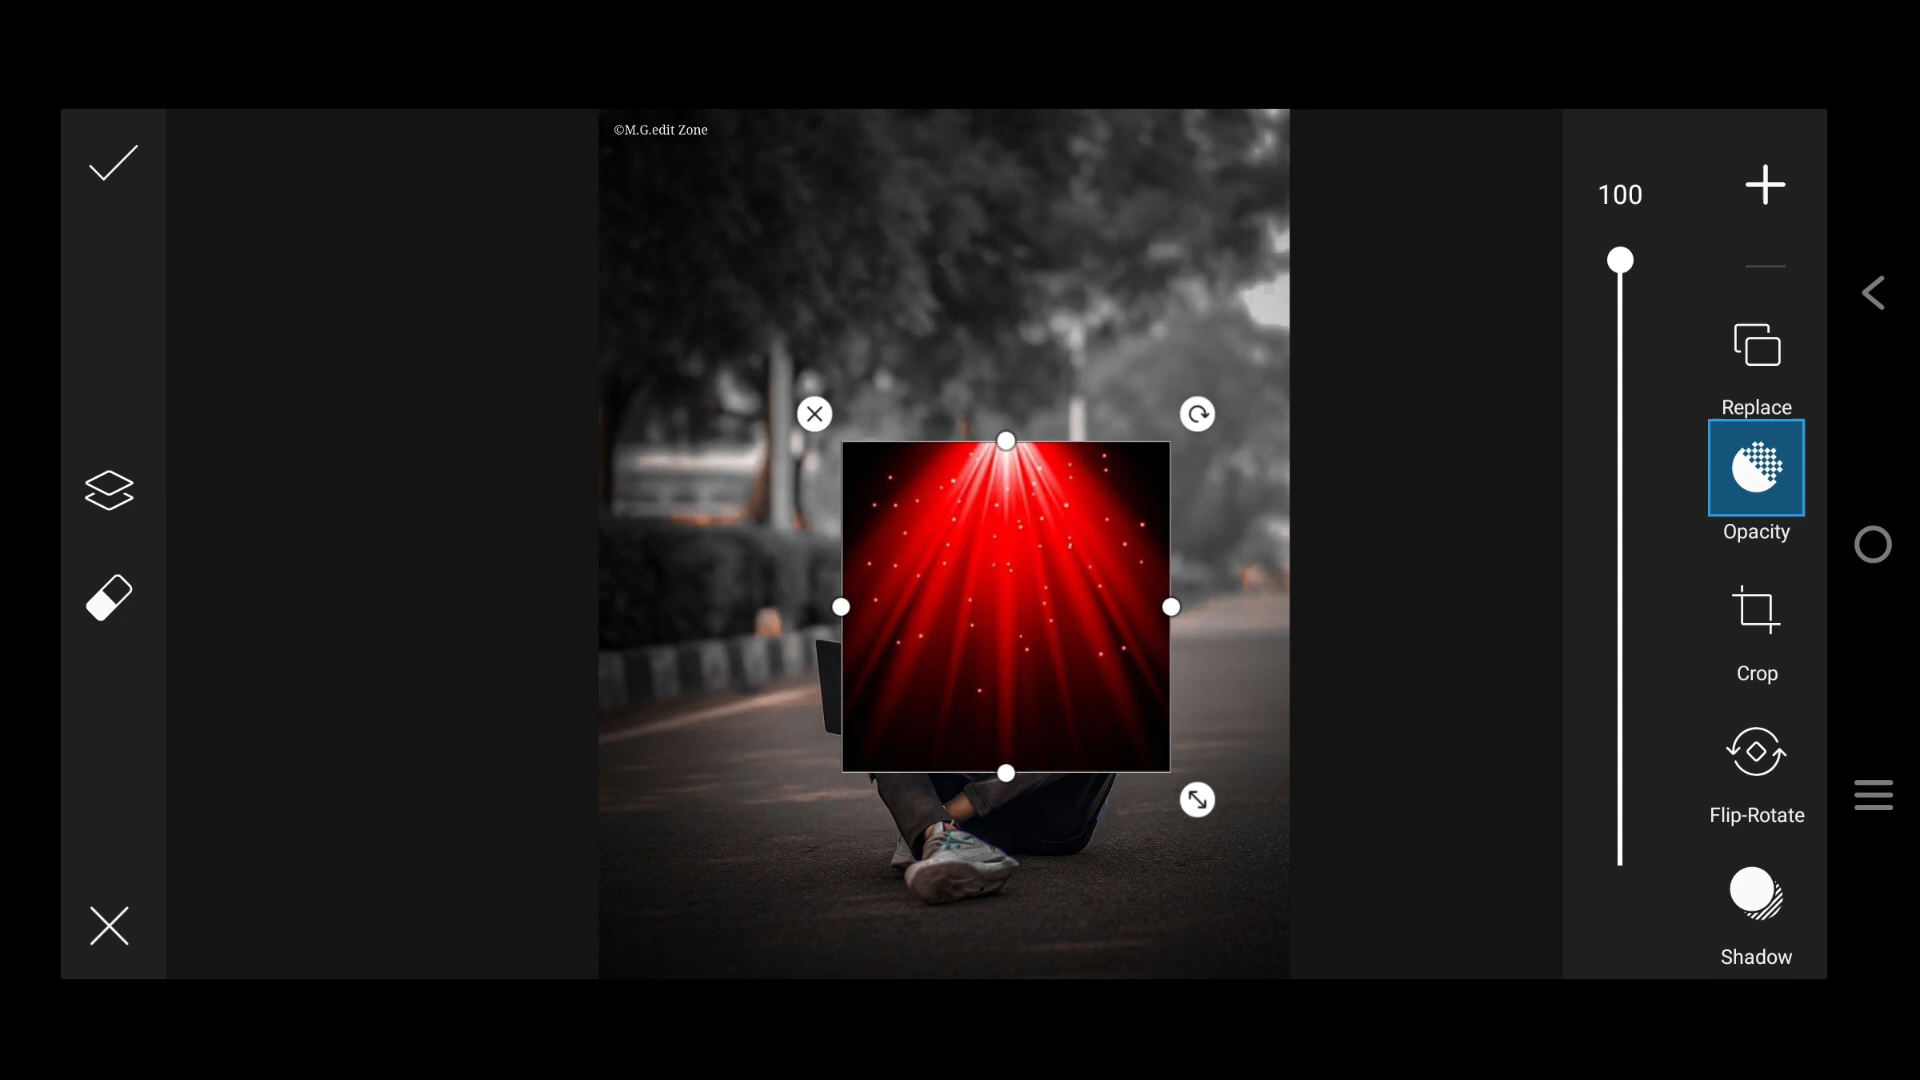 ©M.G.edit Zone
100
Replace
Opacity
Crop
Flip-Rotate
Shadow